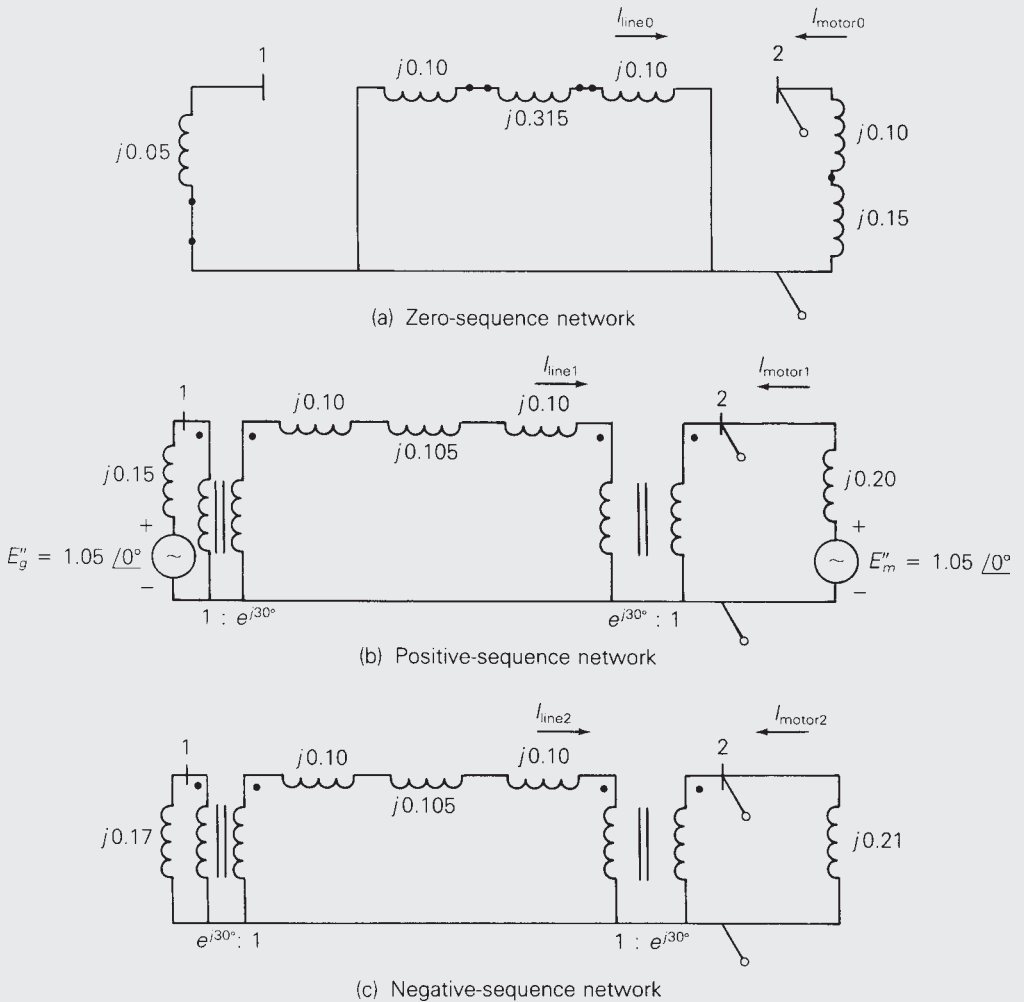 I_line0 I_motor0
1 2
j0.10 j0.10
j0.315
j0.05
j0.10
j0.15
(a) Zero-sequence network
I_line1 I_motor1
1 2
j0.10 j0.10
j0.105
j0.15 j0.20
+ +
E″_g = 1.05 /0° ~ ~ E″_m = 1.05 /0°
− −
1 : e^j30° e^j30° : 1
(b) Positive-sequence network
I_line2 I_motor2
1 2
j0.10 j0.10
j0.105
j0.17 j0.21
e^j30° : 1 1 : e^j30°
(c) Negative-sequence network